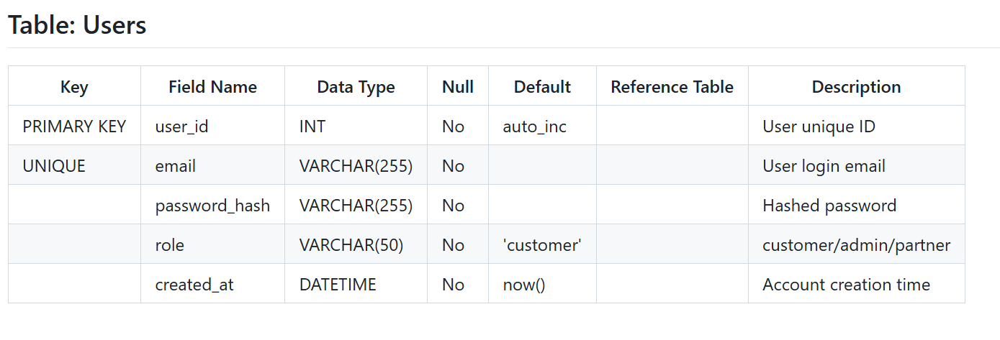 Table: Users
Key Field Name Data Type Null Default Reference Table Description
PRIMARY KEY user_id INT No auto_inc User unique ID
UNIQUE email VARCHAR(255) No User login email
password_hash VARCHAR(255) No Hashed password
role VARCHAR(50) No 'customer' customer/admin/partner
created_at DATETIME No now() Account creation time